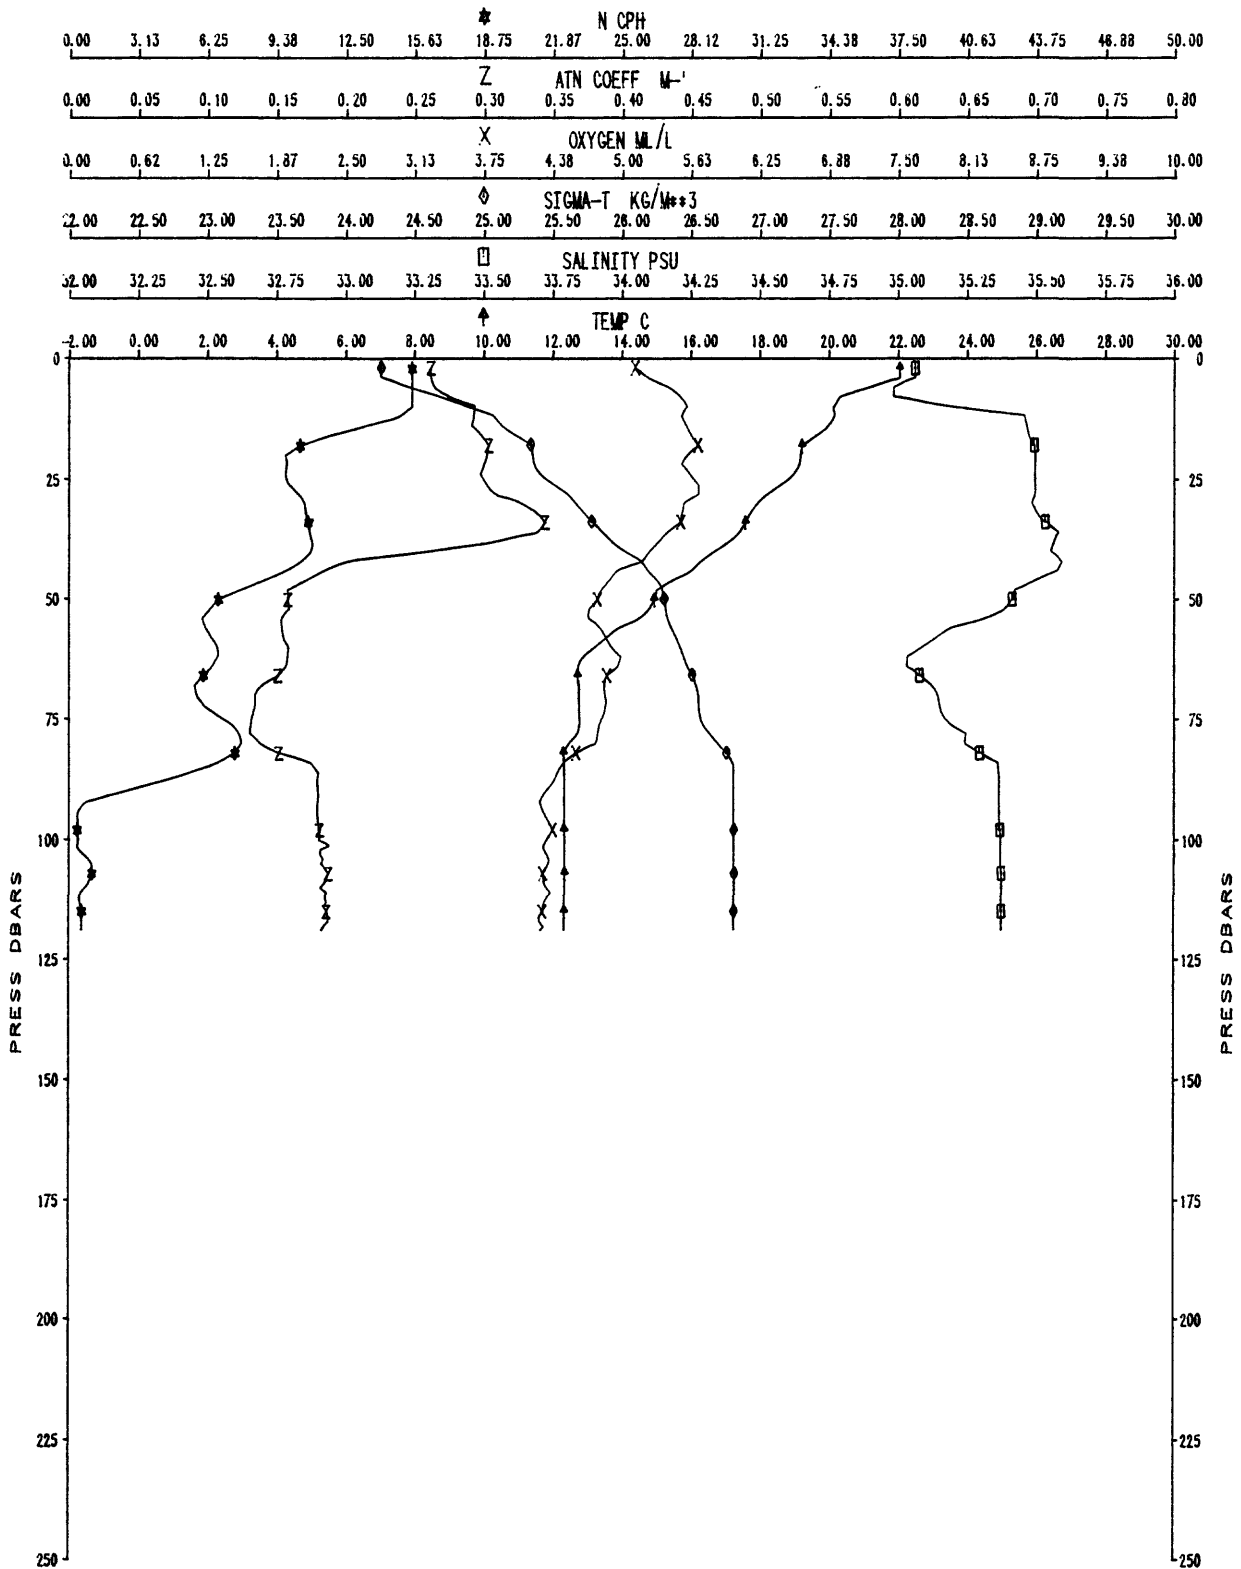 N CPH
0.00 3.13 6.25 9.38 12.50 15.63 18.75 21.87 25.00 28.12 31.25 34.38 37.50 40.63 43.75 46.88 50.00
ATN COEFF M-'
0.00 0.05 0.10 0.15 0.20 0.25 0.30 0.35 0.40 0.45 0.50 0.55 0.60 0.65 0.70 0.75 0.80
OXYGEN ML/L
0.00 0.62 1.25 1.87 2.50 3.13 3.75 4.38 5.00 5.63 6.25 6.88 7.50 8.13 8.75 9.38 10.00
SIGMA-T KG/M**3
22.00 22.50 23.00 23.50 24.00 24.50 25.00 25.50 26.00 26.50 27.00 27.50 28.00 28.50 29.00 29.50 30.00
SALINITY PSU
32.00 32.25 32.50 32.75 33.00 33.25 33.50 33.75 34.00 34.25 34.50 34.75 35.00 35.25 35.50 35.75 36.00
TEMP C
-2.00 0.00 2.00 4.00 6.00 8.00 10.00 12.00 14.00 16.00 18.00 20.00 22.00 24.00 26.00 28.00 30.00
0 0
25 25
50 50
75 75
100 100
PRESS DBARS PRESS DBARS
125 125
150 150
175 175
200 200
225 225
250 250